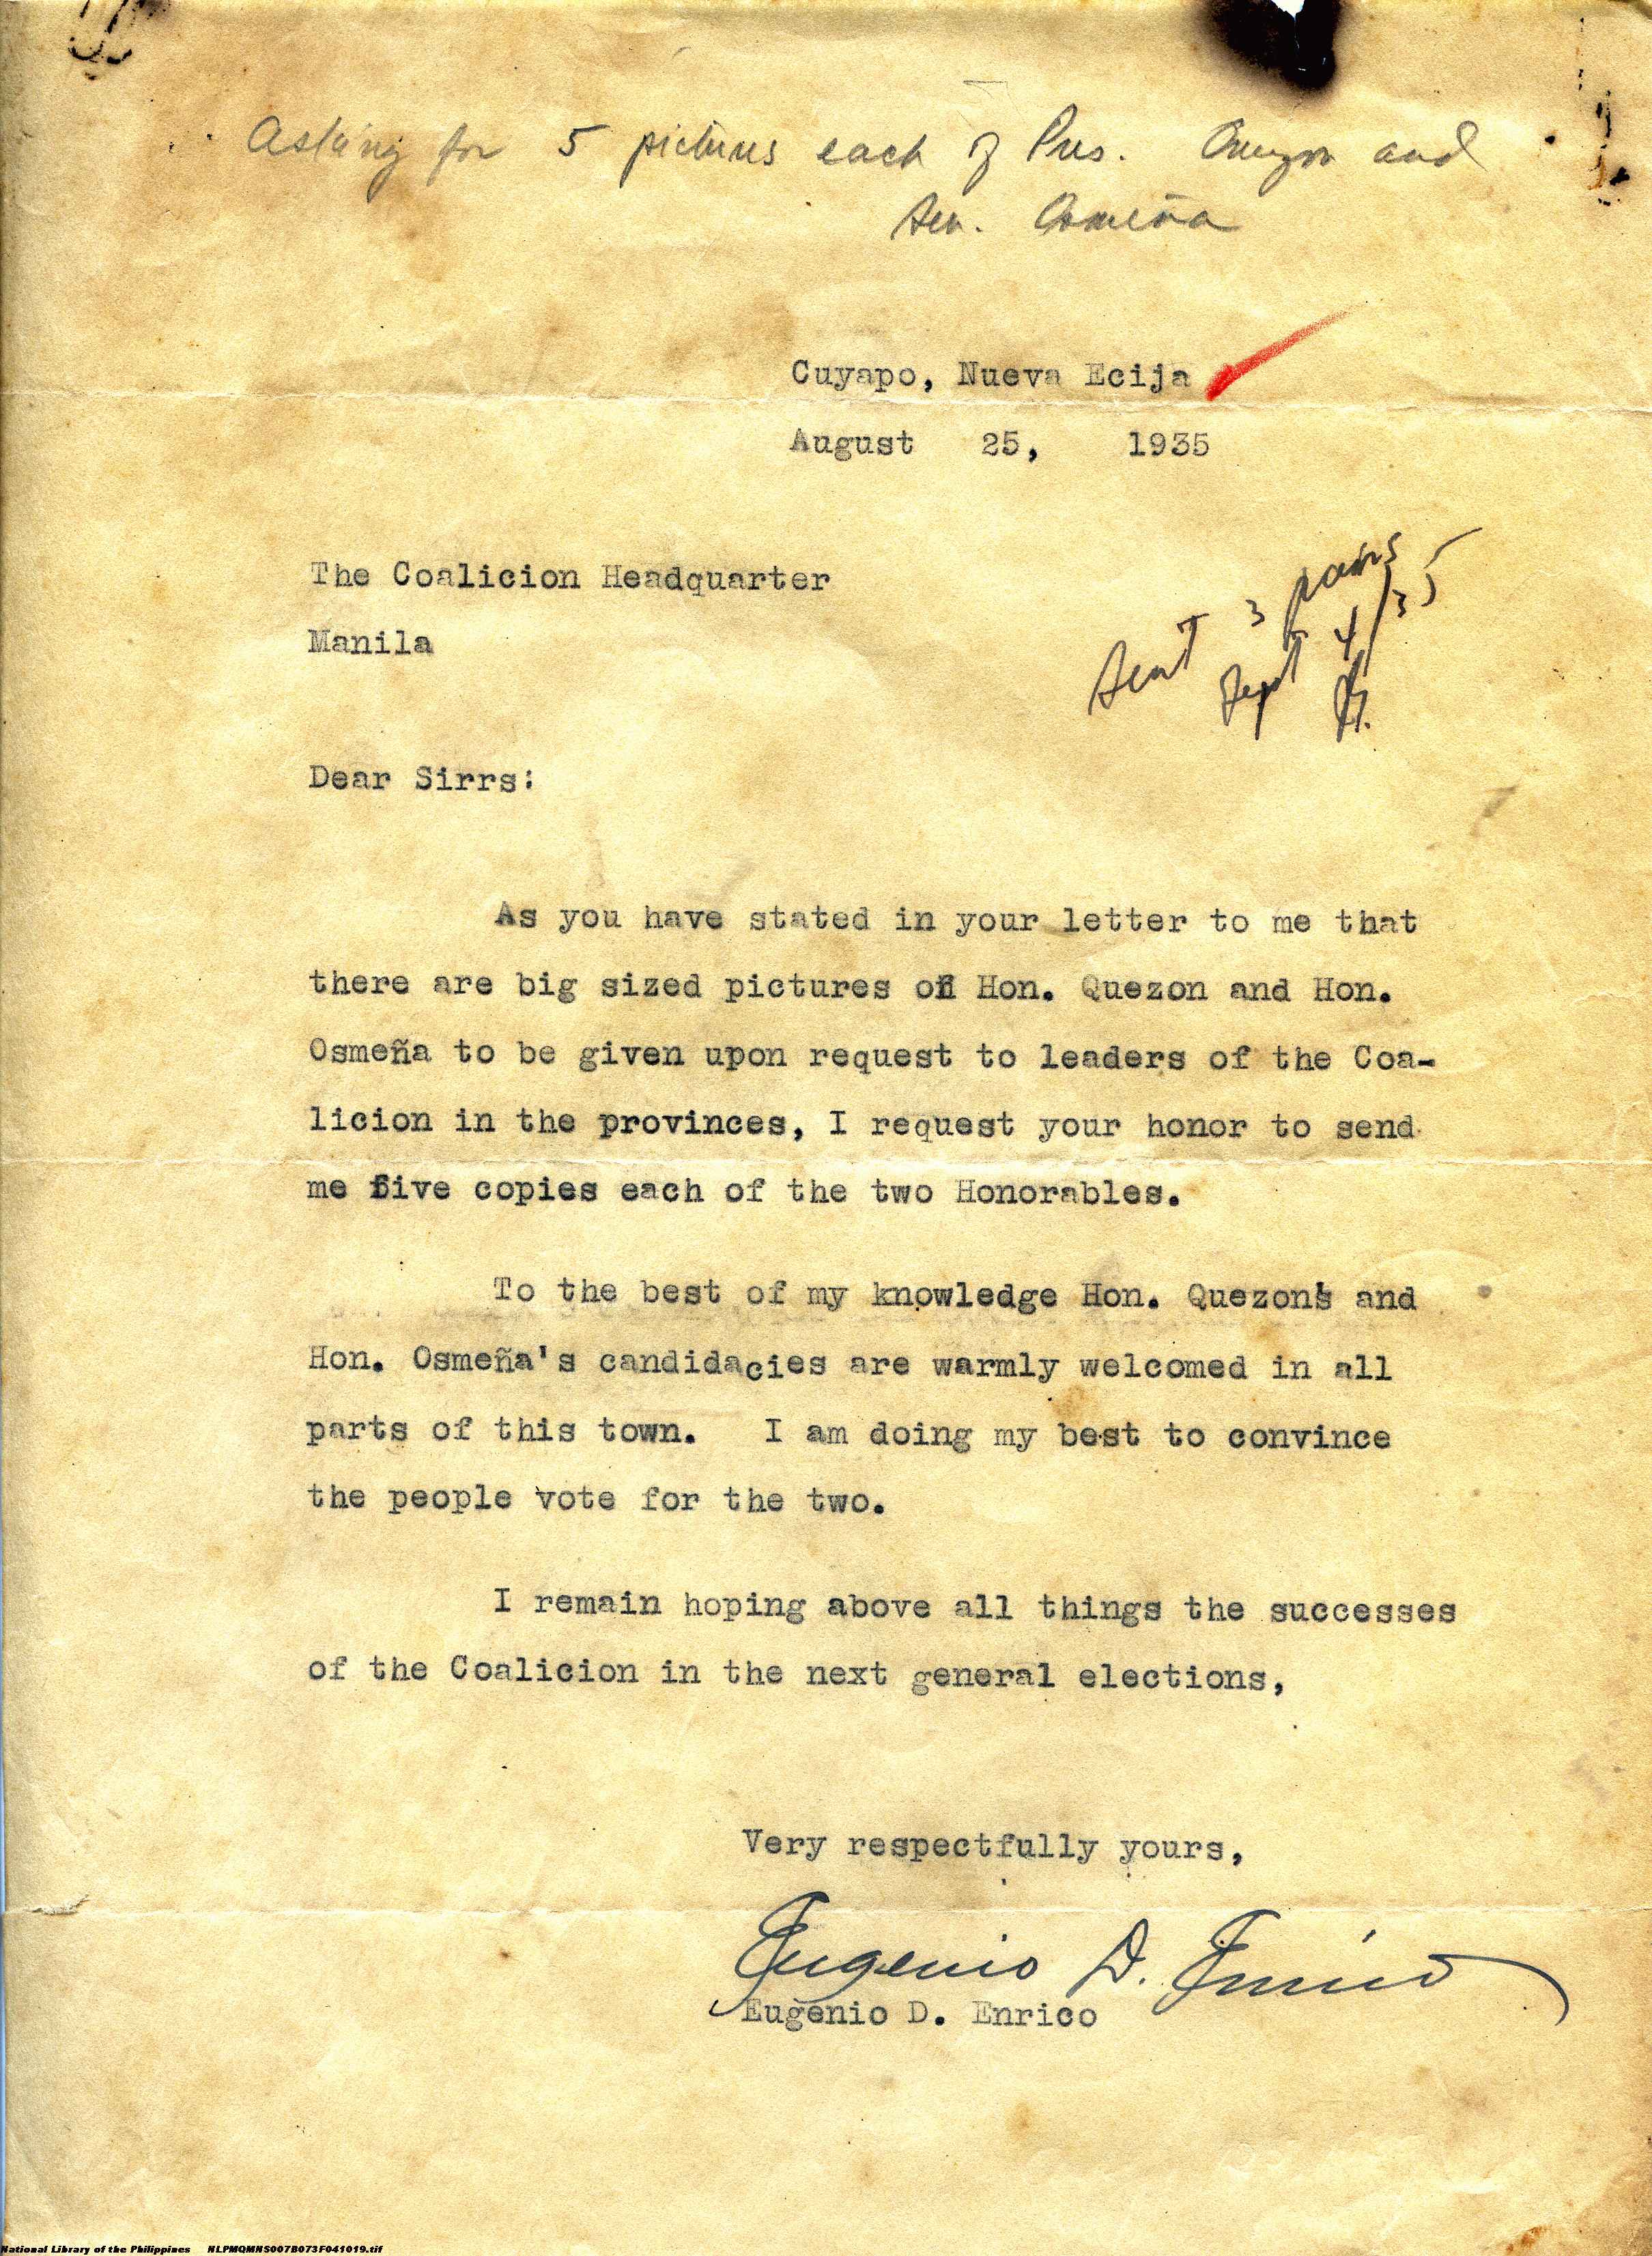 Asking for 5 pictures each of Pres. Quezon and
Sen. Osmeña
Cuyapo, Nueva Ecija
August 25, 1935
Sent 3 pairs
Sept 4/35
The Coalicion Headquarter
Manila
Dear Sirrs:
As you have stated in your letter to me that
there are big sized pictures of Hon. Quezon and Hon.
Osmeña to be given upon request to leaders of the Coa-
licion in the provinces, I request your honor to send
me five copies each of the two Honorables.
To the best of my knowledge Hon. Quezon's and
Hon. Osmeña's candidacies are warmly welcomed in all
parts of this town. I am doing my best to convince
the people vote for the two.
I remain hoping above all things the successes
of the Coalicion in the next general elections,
Very respectfully yours,
Eugenio D. Enrico
Eugenio D. Enrico
National Library of the Philippines NLPMQMNS007B073F041019.tif